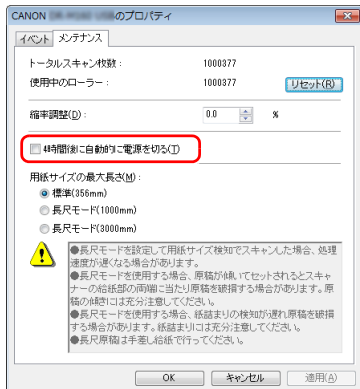 CANON のプロパティ
イベント メンテナンス
トータルスキャン枚数： 1000377
使用中のローラー： 1000377 リセット(R)
縮率調整(D)： 0.0 %
4時間後に自動的に電源を切る(T)
用紙サイズの最大長さ(M)：
標準(356mm)
長尺モード(1000mm)
長尺モード(3000mm)
●長尺モードを設定して用紙サイズ検知でスキャンした場合、処理
速度が遅くなる場合があります。
●長尺モードを使用する場合、原稿が傾いてセットされるとスキャ
ナーの給紙部の両端に当たり原稿を破損する場合があります。原
稿の傾きには充分注意してください。
●長尺モードを使用する場合、紙詰まりの検知が遅れ原稿を破損
する場合があります。紙詰まりには充分注意してください。
●長尺原稿は手差し給紙で行ってください。
OK キャンセル 適用(A)